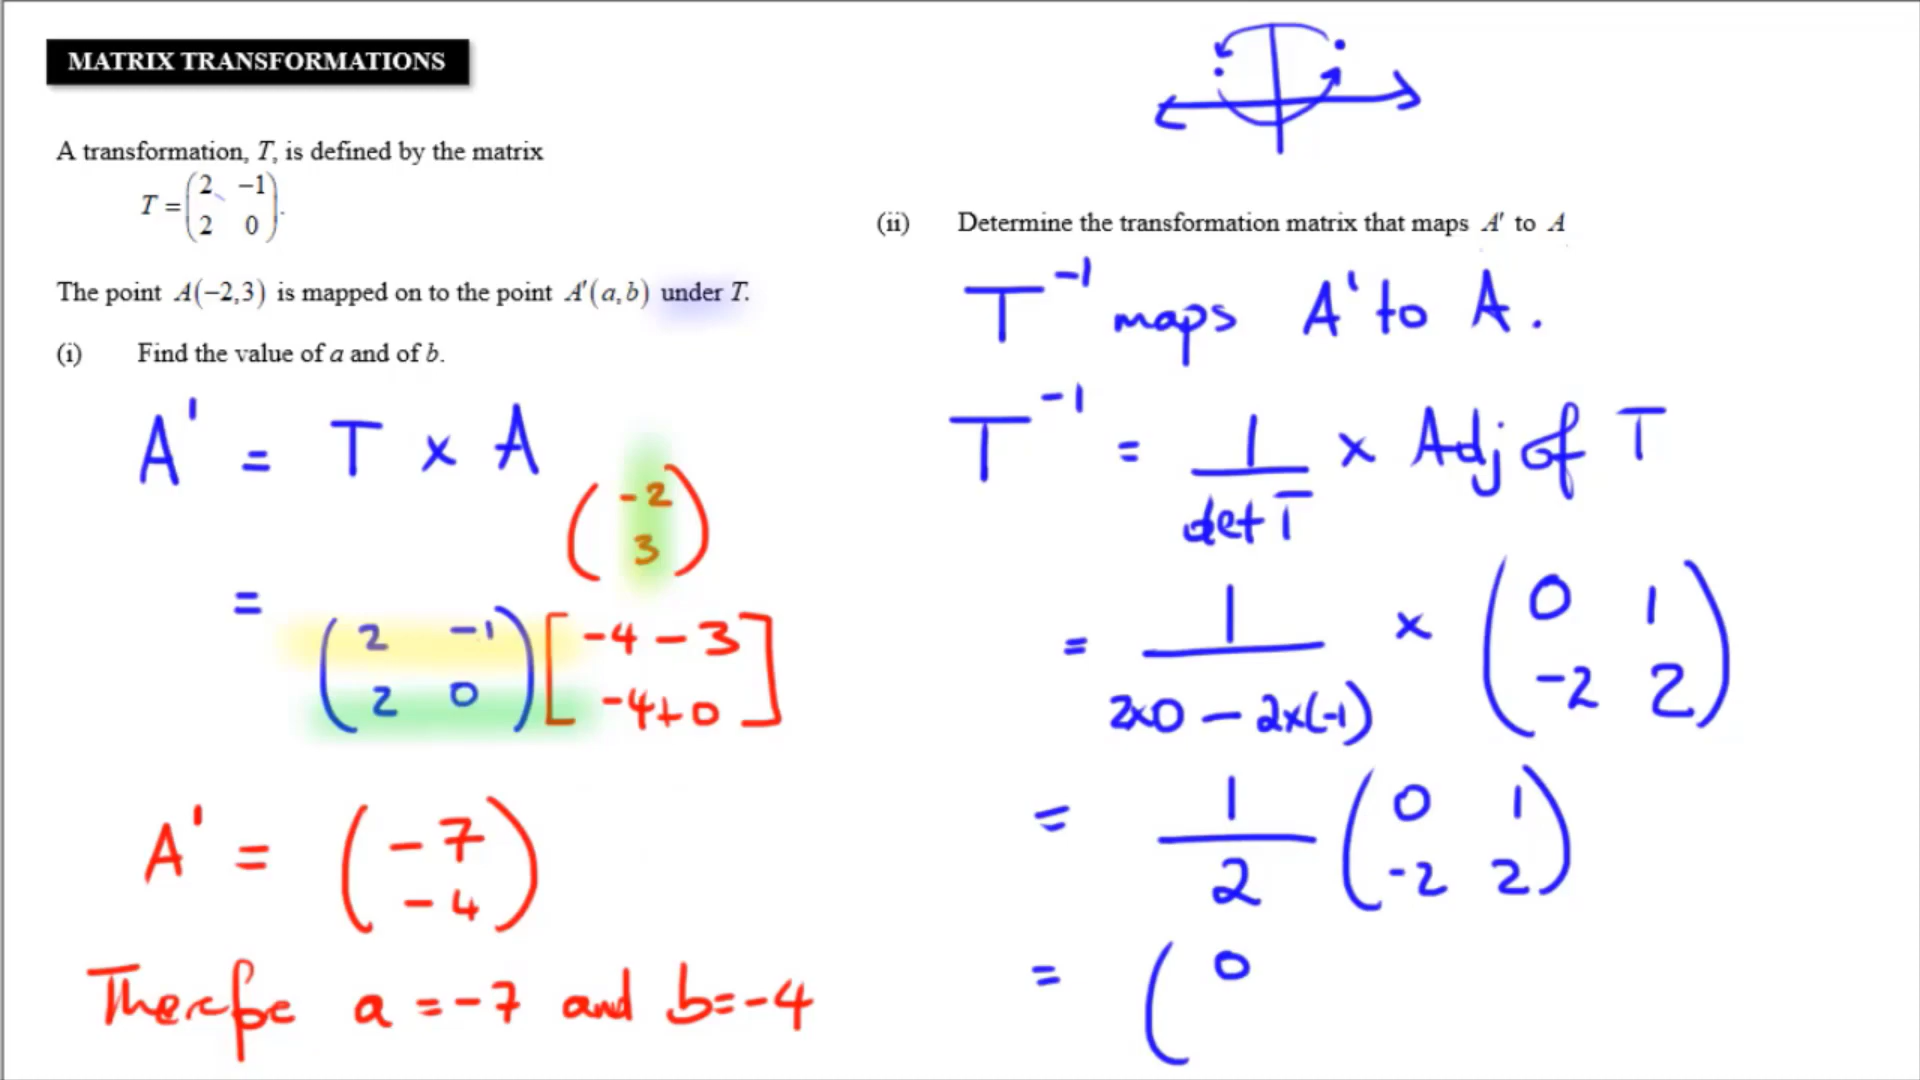 MATRIX TRANSFORMATIONS
A transformation, T, is defined by the matrix
T = (2 −1
2 0).
The point A(−2,3) is mapped on to the point A′(a,b) under T.
(i) Find the value of a and of b.
A' = T × A
(-2
3)
= (2 -1
2 0) [-4 - 3
-4+0]
A' = (-7
-4)
Therefore a = -7 and b = -4
(ii) Determine the transformation matrix that maps A′ to A
T⁻¹ maps A' to A.
T⁻¹ = 1/det T × Adj of T
= 1/(2×0 - 2×(-1)) × (0 1
-2 2)
= 1/2 (0 1
-2 2)
= (0